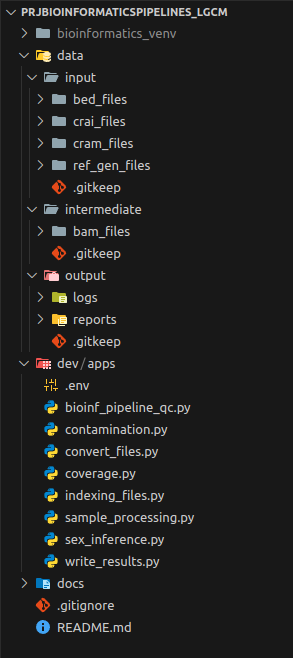 PRJBIOINFORMATICSPIPELINES_LGCM
bioinformatics_venv
data
input
bed_files
crai_files
cram_files
ref_gen_files
.gitkeep
intermediate
bam_files
.gitkeep
output
logs
reports
.gitkeep
dev/apps
.env
bioinf_pipeline_qc.py
contamination.py
convert_files.py
coverage.py
indexing_files.py
sample_processing.py
sex_inference.py
write_results.py
docs
.gitignore
README.md